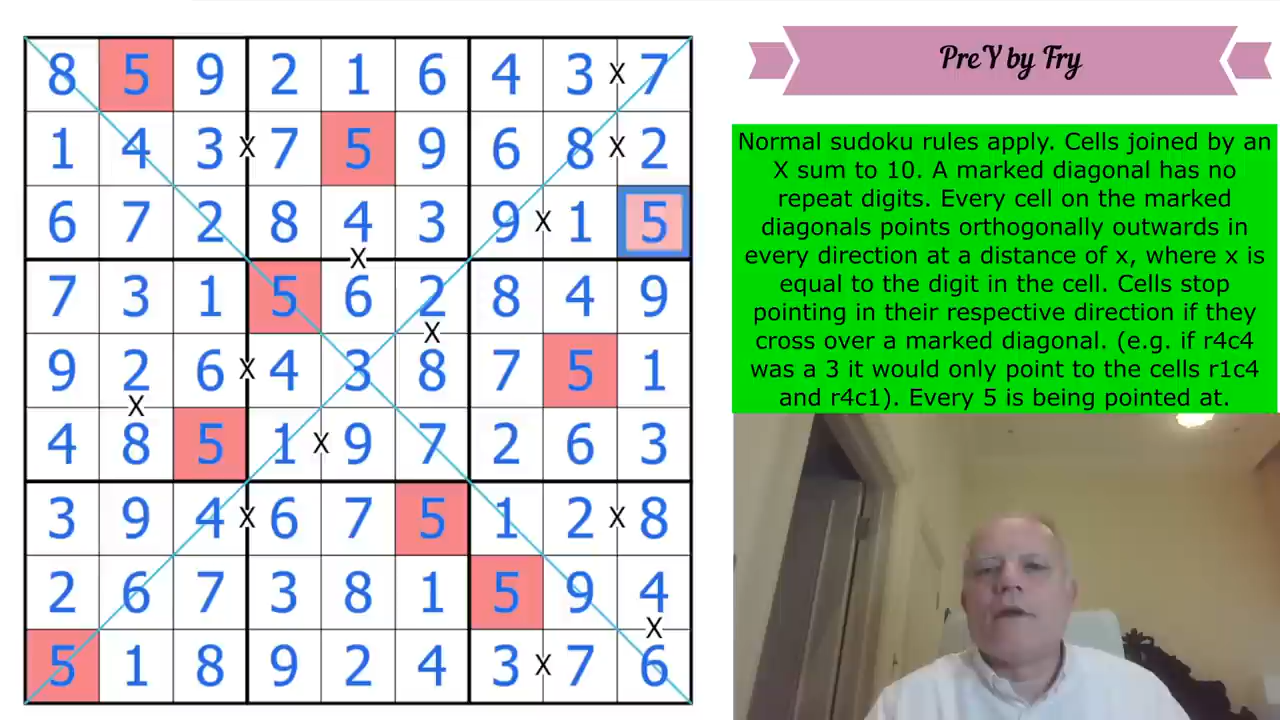 PreY by Fry
8 5 9 2 1 6 4 3 X 7
1 4 3 X 7 5 9 6 8 X 2
6 7 2 8 4 3 9 X 1 5
X
7 3 1 5 6 2 8 4 9
X
9 2 6 X 4 3 8 7 5 1
X
4 8 5 1 X 9 7 2 6 3
3 9 4 X 6 7 5 1 2 X 8
2 6 7 3 8 1 5 9 4
X
5 1 8 9 2 4 3 X 7 6
Normal sudoku rules apply. Cells joined by an
X sum to 10. A marked diagonal has no
repeat digits. Every cell on the marked
diagonals points orthogonally outwards in
every direction at a distance of x, where x is
equal to the digit in the cell. Cells stop
pointing in their respective direction if they
cross over a marked diagonal. (e.g. if r4c4
was a 3 it would only point to the cells r1c4
and r4c1). Every 5 is being pointed at.